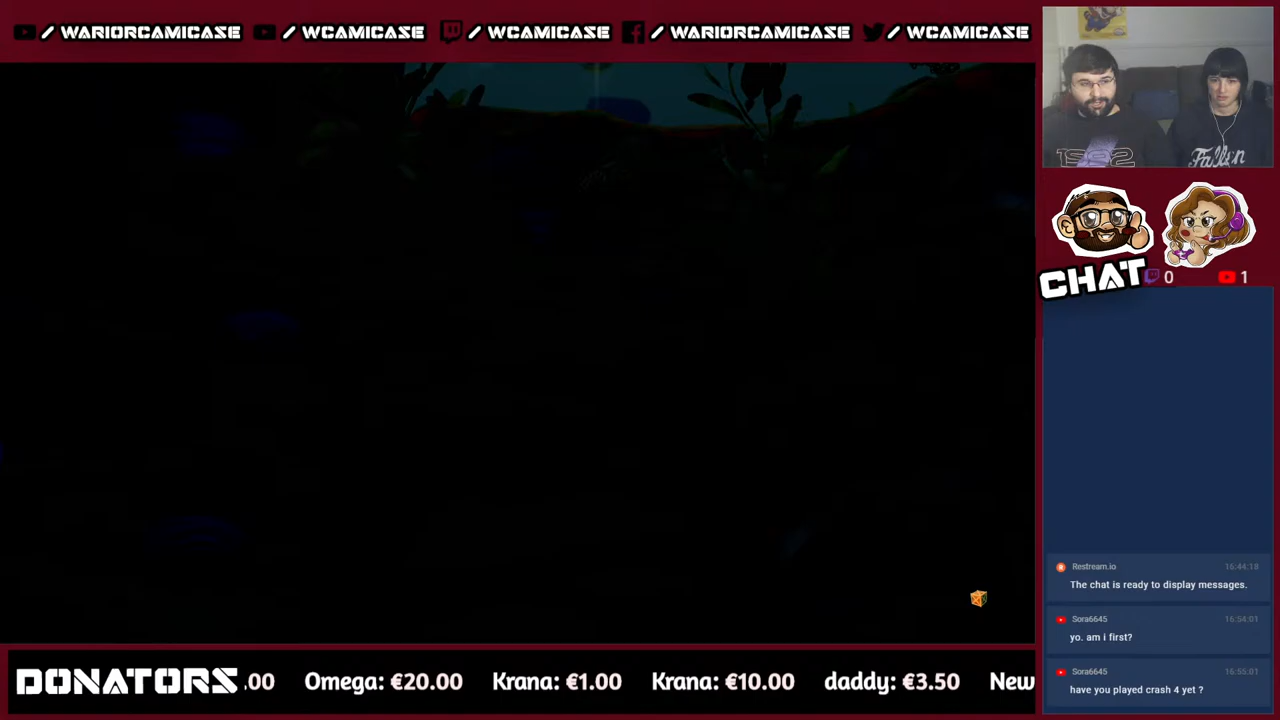 / WARIORCAMICASE / WCAMICASE / WCAMICASE / WARIORCAMICASE / WCAMICASE
1992
Fallen
CHAT 0 1
Restream.io 16:44:18
The chat is ready to display messages.
Sora6645 16:54:01
yo. am i first?
Sora6645 16:55:01
have you played crash 4 yet ?
DONATORS .00 Omega: €20.00 Krana: €1.00 Krana: €10.00 daddy: €3.50 New